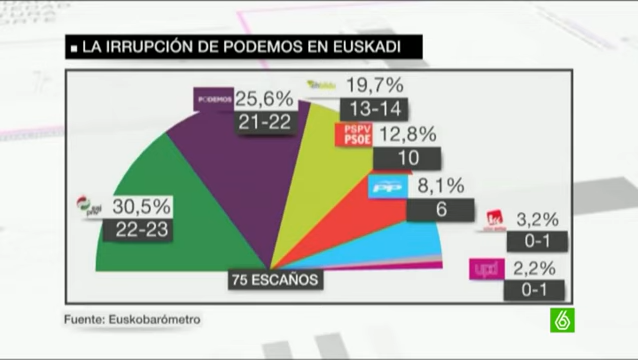 LA IRRUPCIÓN DE PODEMOS EN EUSKADI
PODEMOS
25,6%
21-22
19,7%
13-14
PSPV
PSOE
12,8%
10
pp
8,1%
6
30,5%
22-23
3,2%
0-1
upd
2,2%
0-1
75 ESCAÑOS
Fuente: Euskobarómetro
6